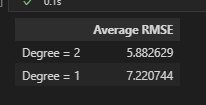 0.1s
Average RMSE
Degree = 2 5.882629
Degree = 1 7.220744